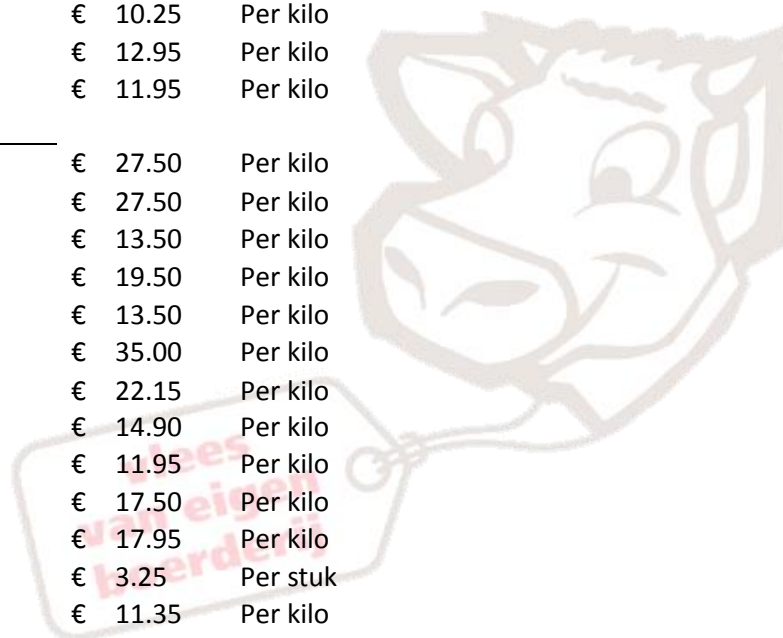 € 10.25 Per kilo
€ 12.95 Per kilo
€ 11.95 Per kilo
€ 27.50 Per kilo
€ 27.50 Per kilo
€ 13.50 Per kilo
€ 19.50 Per kilo
€ 13.50 Per kilo
€ 35.00 Per kilo
€ 22.15 Per kilo
€ 14.90 Per kilo
€ 11.95 Per kilo
€ 17.50 Per kilo
€ 17.95 Per kilo
€ 3.25 Per stuk
€ 11.35 Per kilo
vlees
van eigen
boerderij